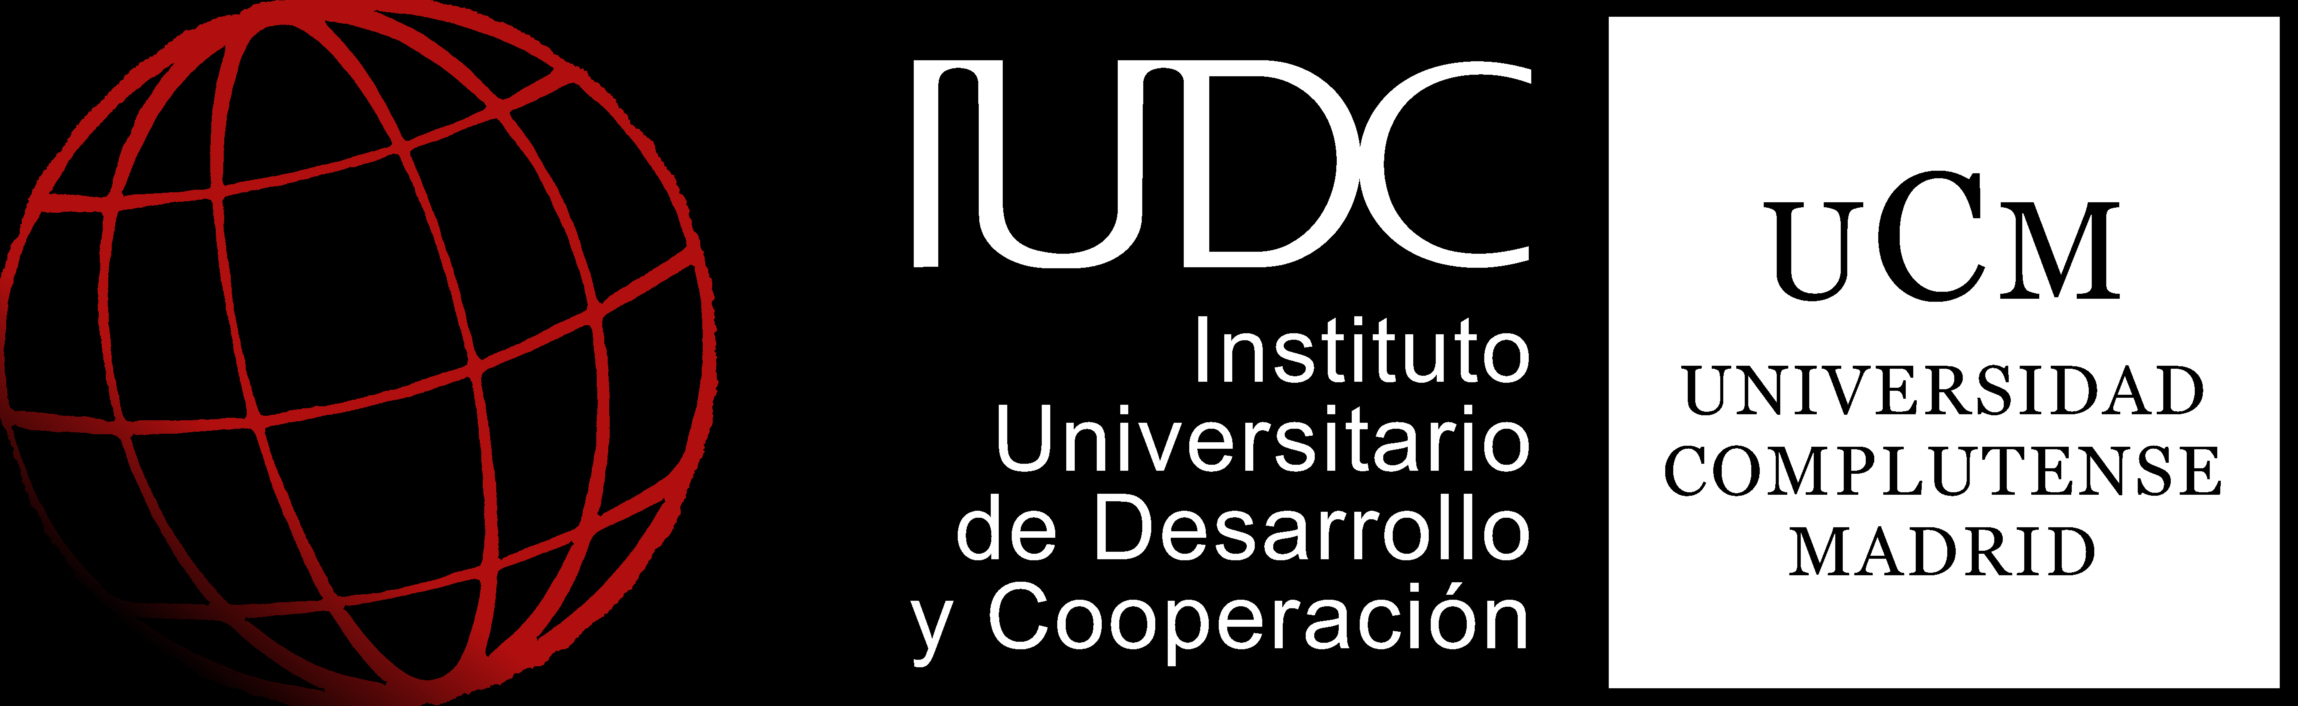 IUDC
Instituto
Universitario
de Desarrollo
y Cooperación
UCM
UNIVERSIDAD
COMPLUTENSE
MADRID